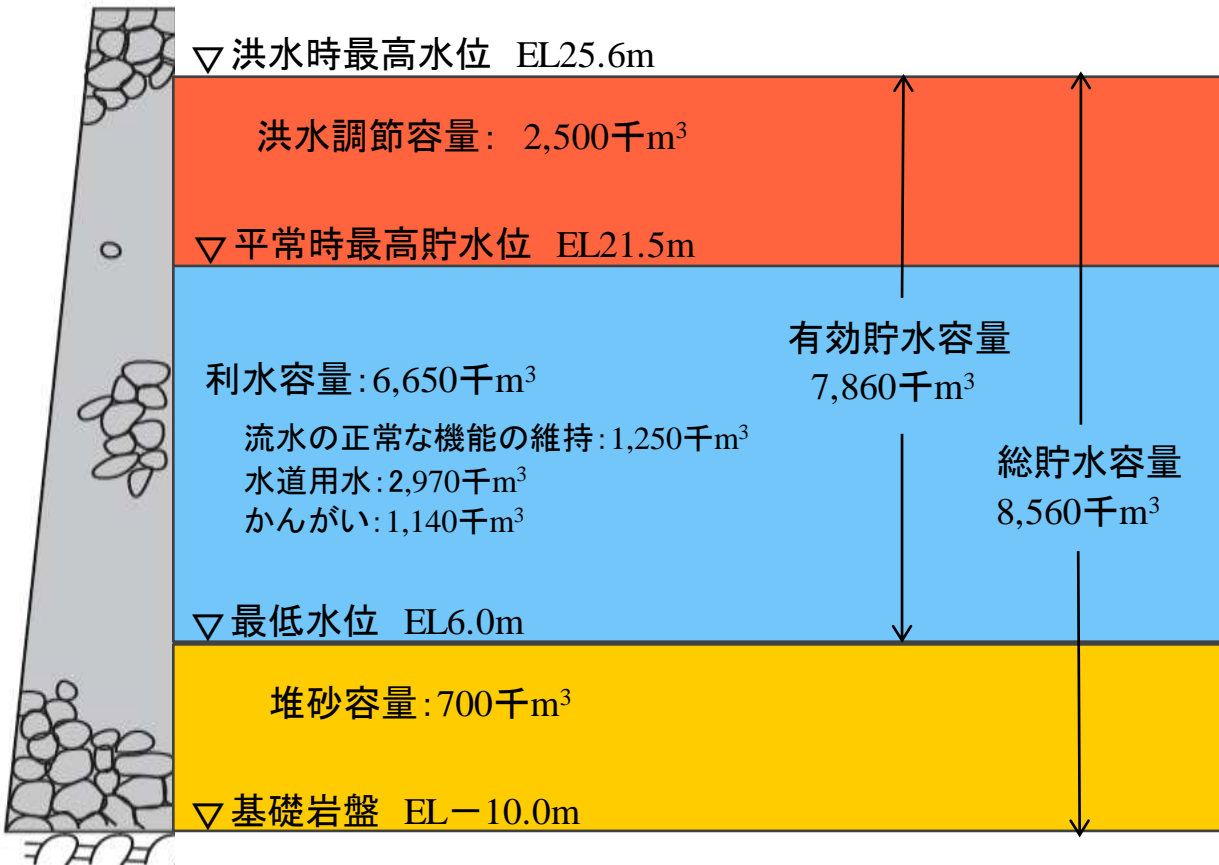 ▽洪水時最高水位 EL25.6m
洪水調節容量: 2,500千m³
▽平常時最高貯水位 EL21.5m
有効貯水容量
7,860千m³
利水容量:6,650千m³
流水の正常な機能の維持:1,250千m³
水道用水:2,970千m³
かんがい:1,140千m³
総貯水容量
8,560千m³
▽最低水位 EL6.0m
堆砂容量:700千m³
▽基礎岩盤 EL-10.0m